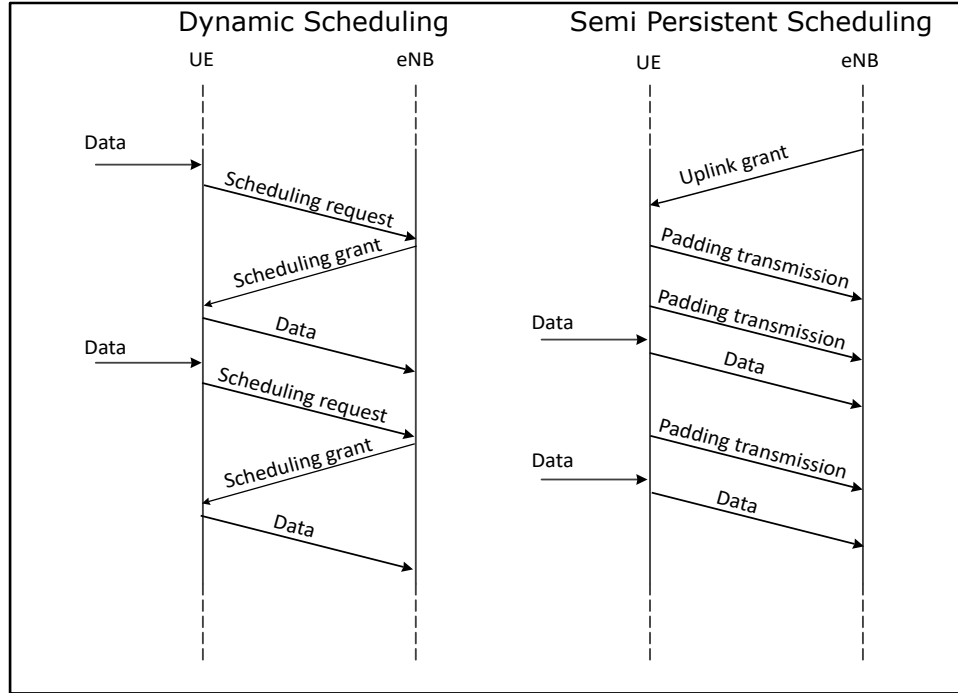 Dynamic Scheduling
UE
eNB
Data
Scheduling request
Scheduling grant
Data
Data
Scheduling request
Scheduling grant
Data
Semi Persistent Scheduling
UE
eNB
Uplink grant
Padding transmission
Padding transmission
Data
Data
Padding transmission
Data
Data